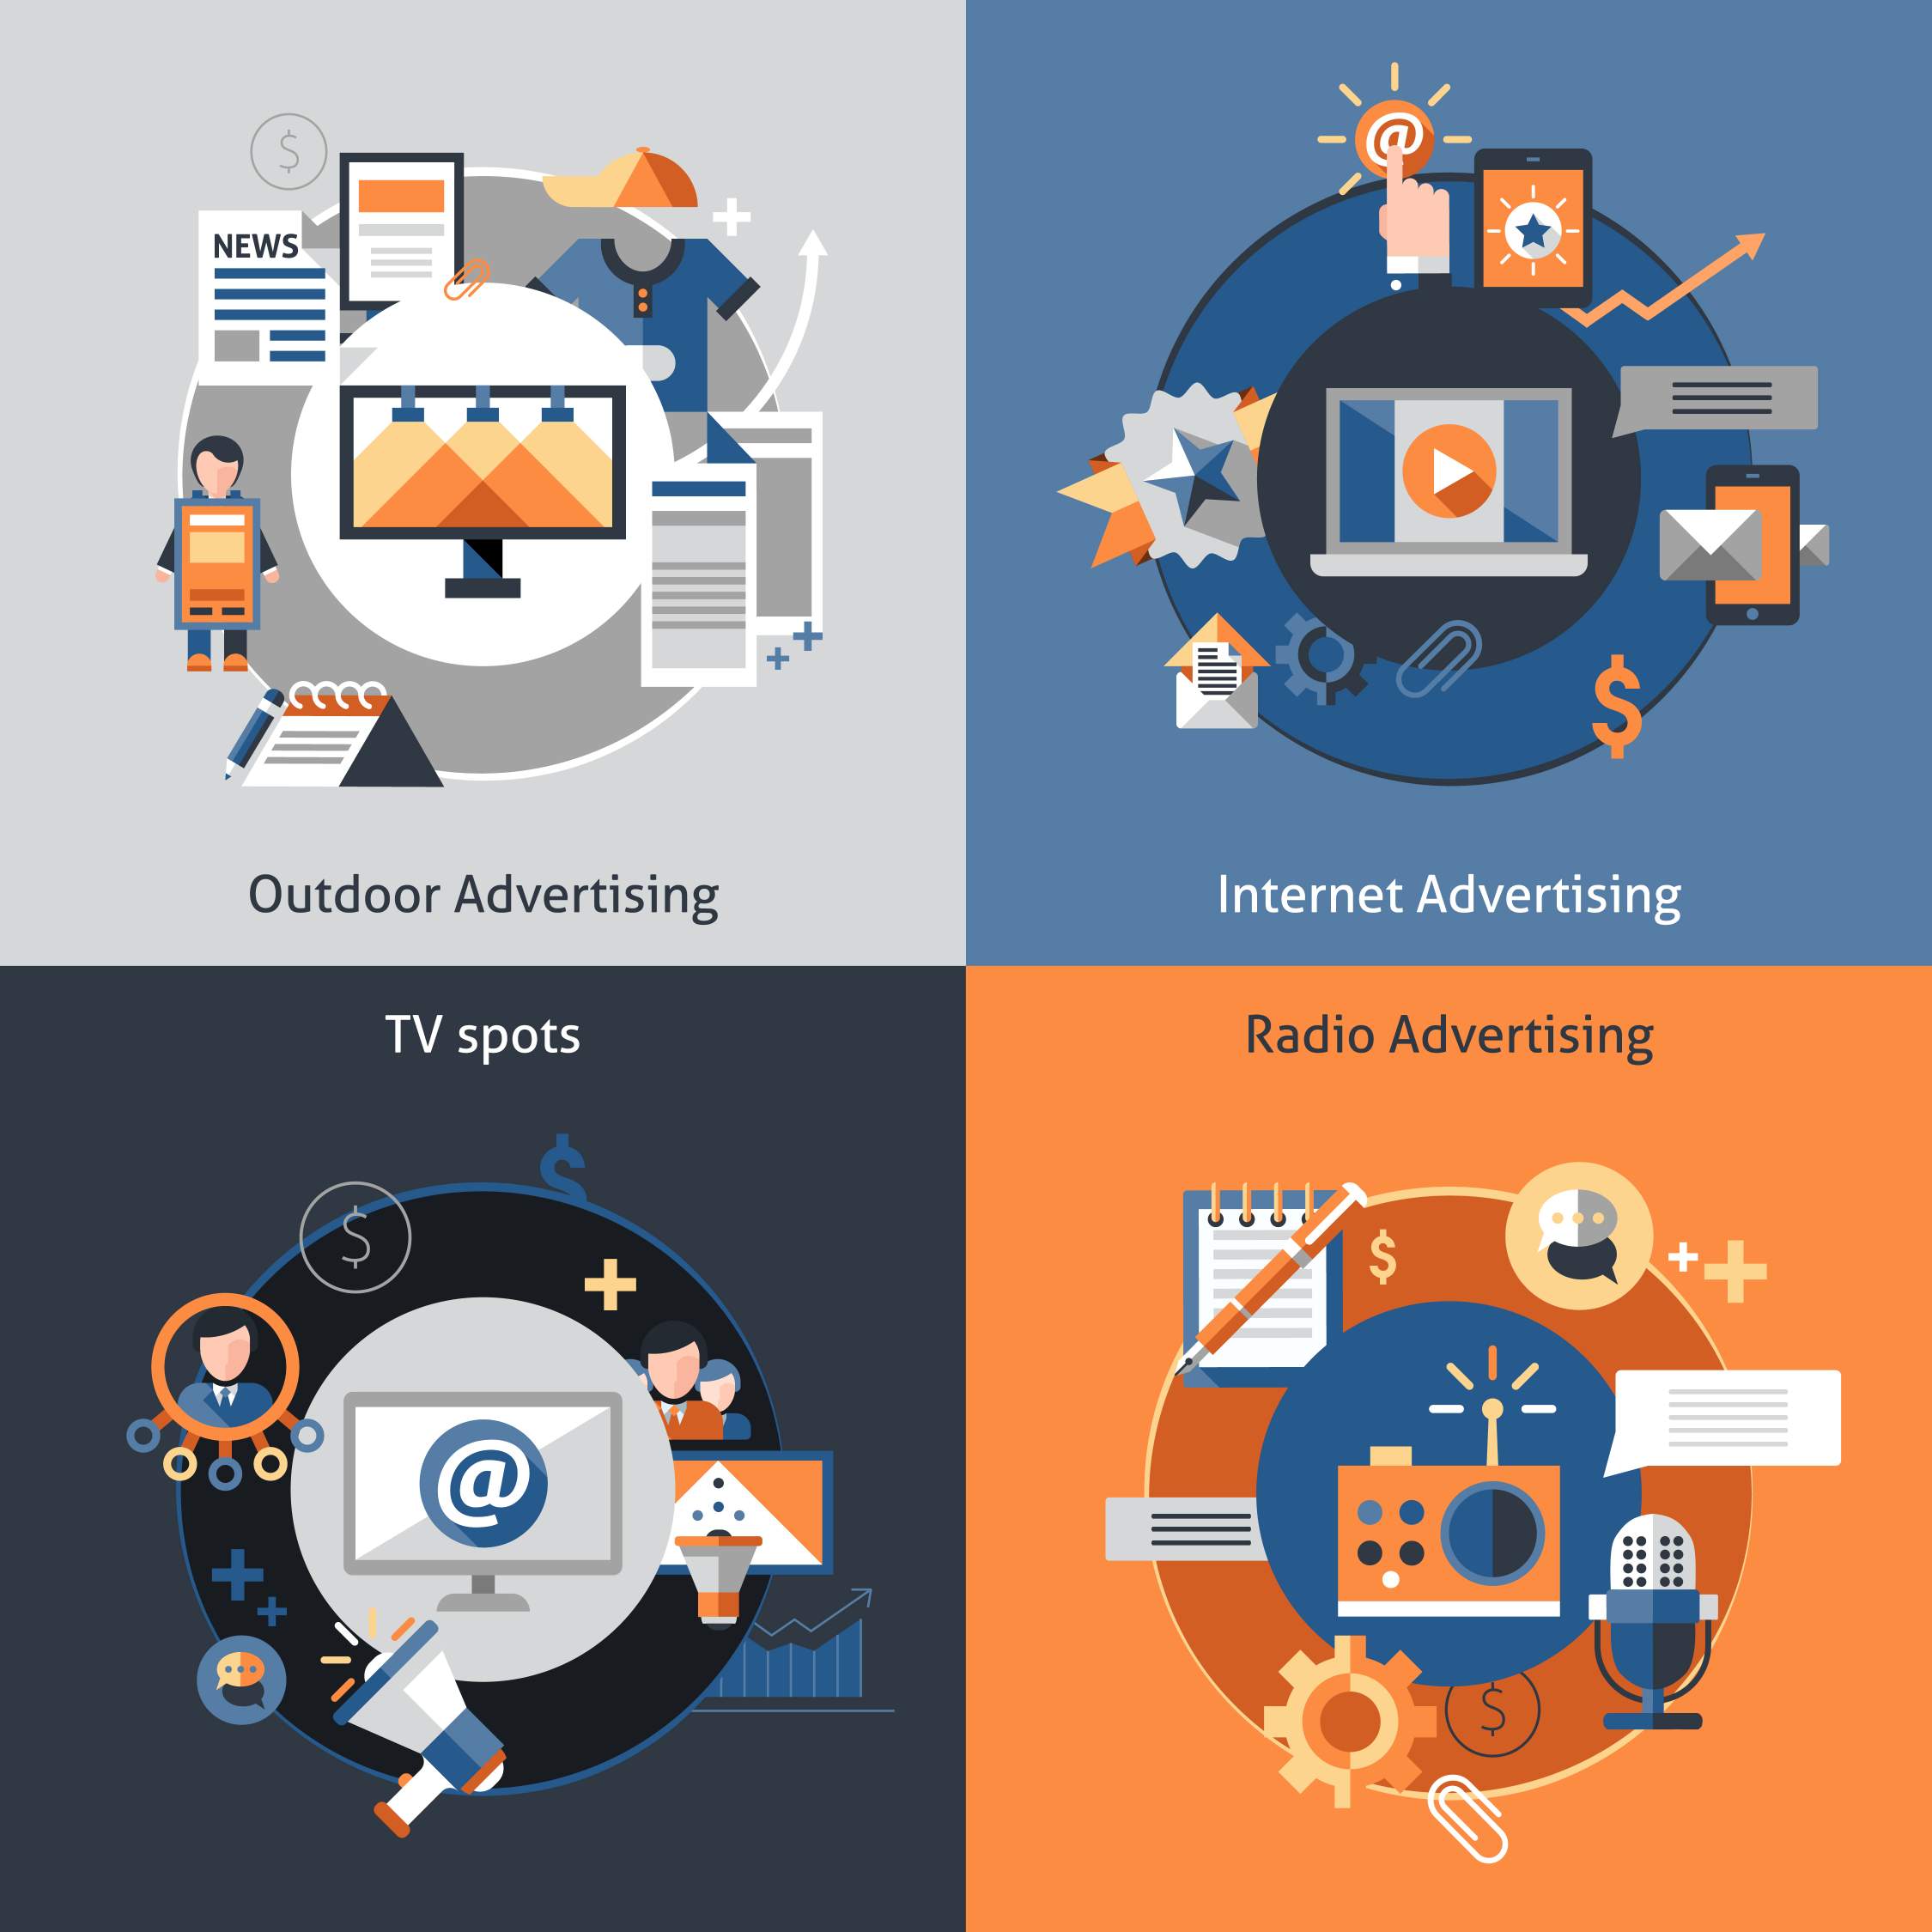 $
NEWS
Outdoor Advertising
@
$
Internet Advertising
TV spots
$
$
@
Radio Advertising
$
$